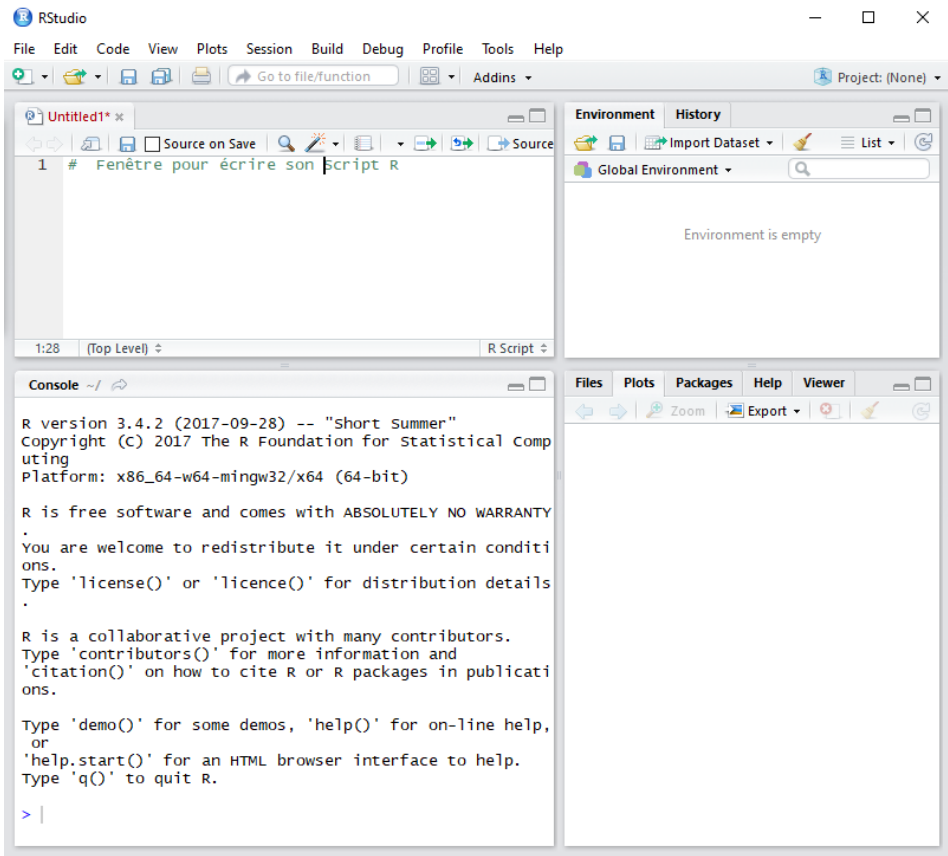 RStudio
File Edit Code View Plots Session Build Debug Profile Tools Help
Go to file/function Addins Project: (None)
Untitled1*
Source on Save Source
1 # Fenêtre pour écrire son Script R
1:28 (Top Level) R Script
Environment History
Import Dataset List
Global Environment
Environment is empty
Console ~/
R version 3.4.2 (2017-09-28) -- "Short Summer"
Copyright (C) 2017 The R Foundation for Statistical Comp
uting
Platform: x86_64-w64-mingw32/x64 (64-bit)
R is free software and comes with ABSOLUTELY NO WARRANTY
.
You are welcome to redistribute it under certain conditi
ons.
Type 'license()' or 'licence()' for distribution details
.
R is a collaborative project with many contributors.
Type 'contributors()' for more information and
'citation()' on how to cite R or R packages in publicati
ons.
Type 'demo()' for some demos, 'help()' for on-line help,
or
'help.start()' for an HTML browser interface to help.
Type 'q()' to quit R.
>
Files Plots Packages Help Viewer
Zoom Export